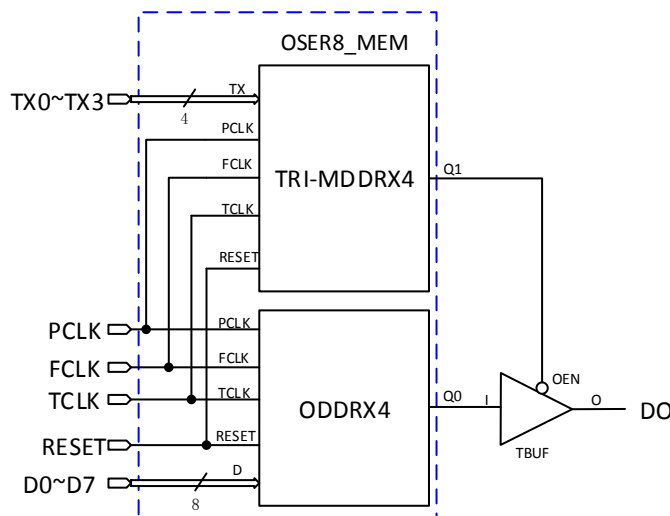 OSER8_MEM
TX0~TX3
4
TX
PCLK
FCLK
TCLK
RESET
TRI-MDDRX4
Q1
PCLK
FCLK
TCLK
RESET
D0~D7
8
PCLK
FCLK
TCLK
RESET
D
ODDRX4
Q0
I
OEN
O
TBUF
DO